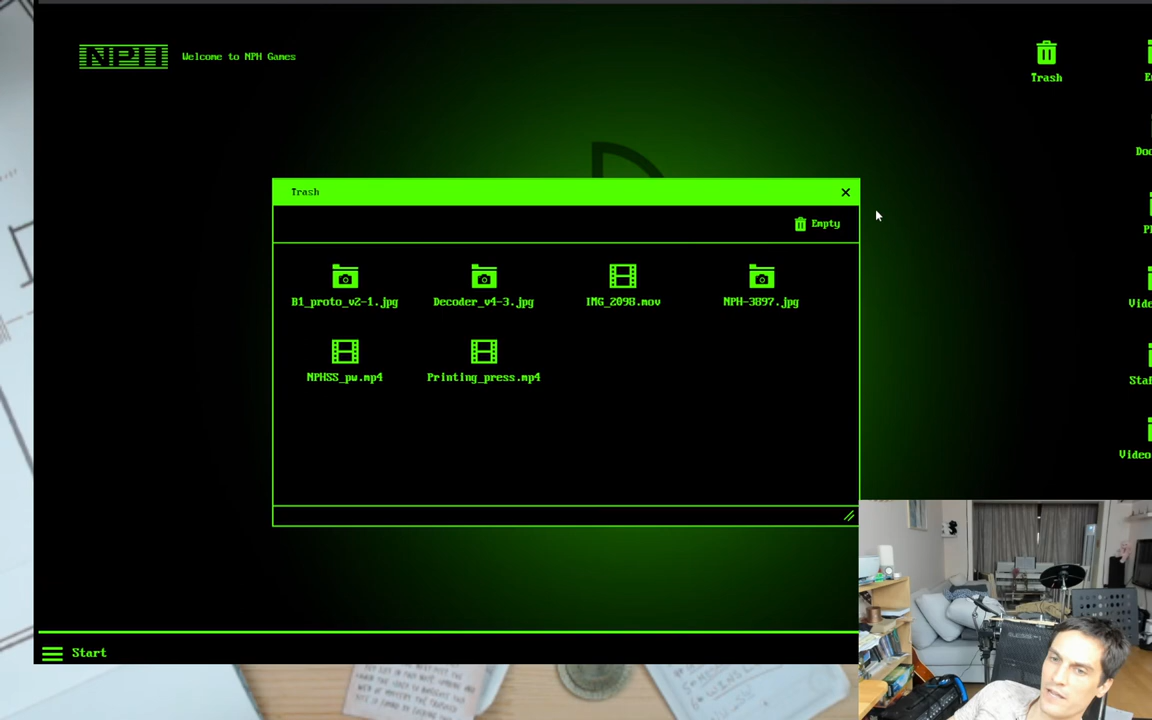 NPH
Welcome to NPH Games
Trash
Trash
Empty
B1_proto_v2-1.jpg
Decoder_v4-3.jpg
IMG_2098.mov
NPH-3897.jpg
NPHSS_pw.mp4
Printing_press.mp4
Start